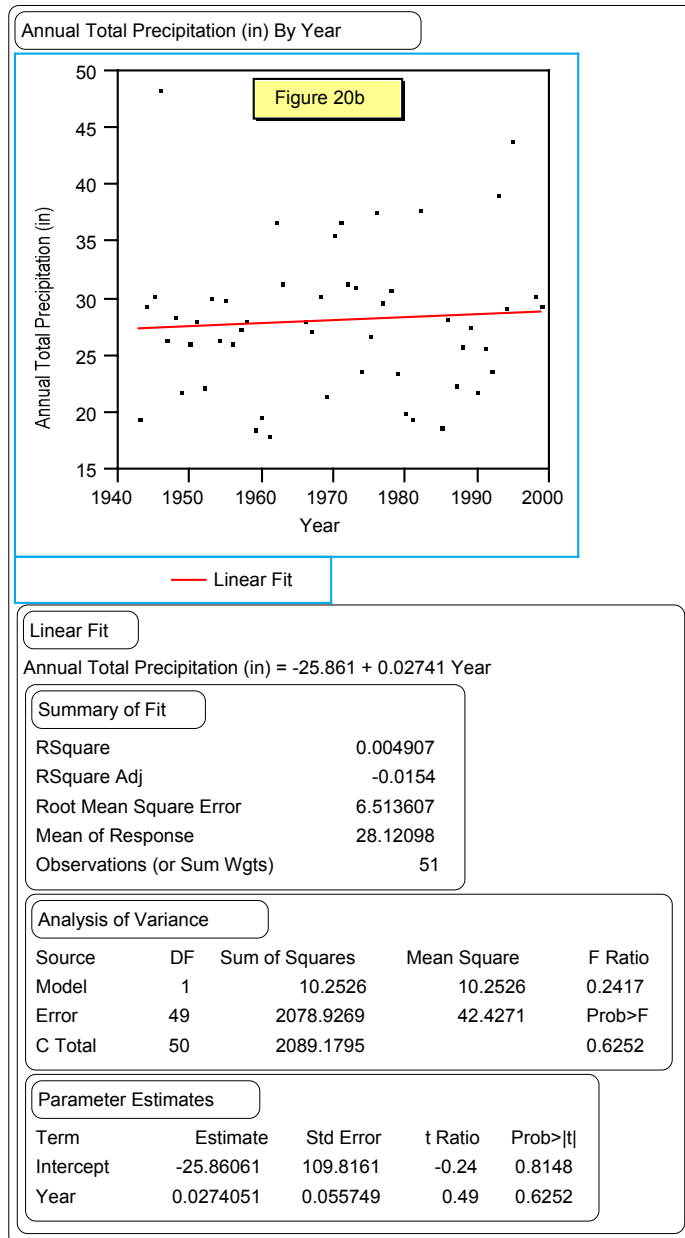 Annual Total Precipitation (in) By Year
Figure 20b
50
45
40
35
30
25
20
15
Annual Total Precipitation (in)
1940 1950 1960 1970 1980 1990 2000
Year
Linear Fit
Linear Fit
Annual Total Precipitation (in) = -25.861 + 0.02741 Year
Summary of Fit
RSquare 0.004907
RSquare Adj -0.0154
Root Mean Square Error 6.513607
Mean of Response 28.12098
Observations (or Sum Wgts) 51
Analysis of Variance
Source DF Sum of Squares Mean Square F Ratio
Model 1 10.2526 10.2526 0.2417
Error 49 2078.9269 42.4271 Prob>F
C Total 50 2089.1795 0.6252
Parameter Estimates
Term Estimate Std Error t Ratio Prob>|t|
Intercept -25.86061 109.8161 -0.24 0.8148
Year 0.0274051 0.055749 0.49 0.6252